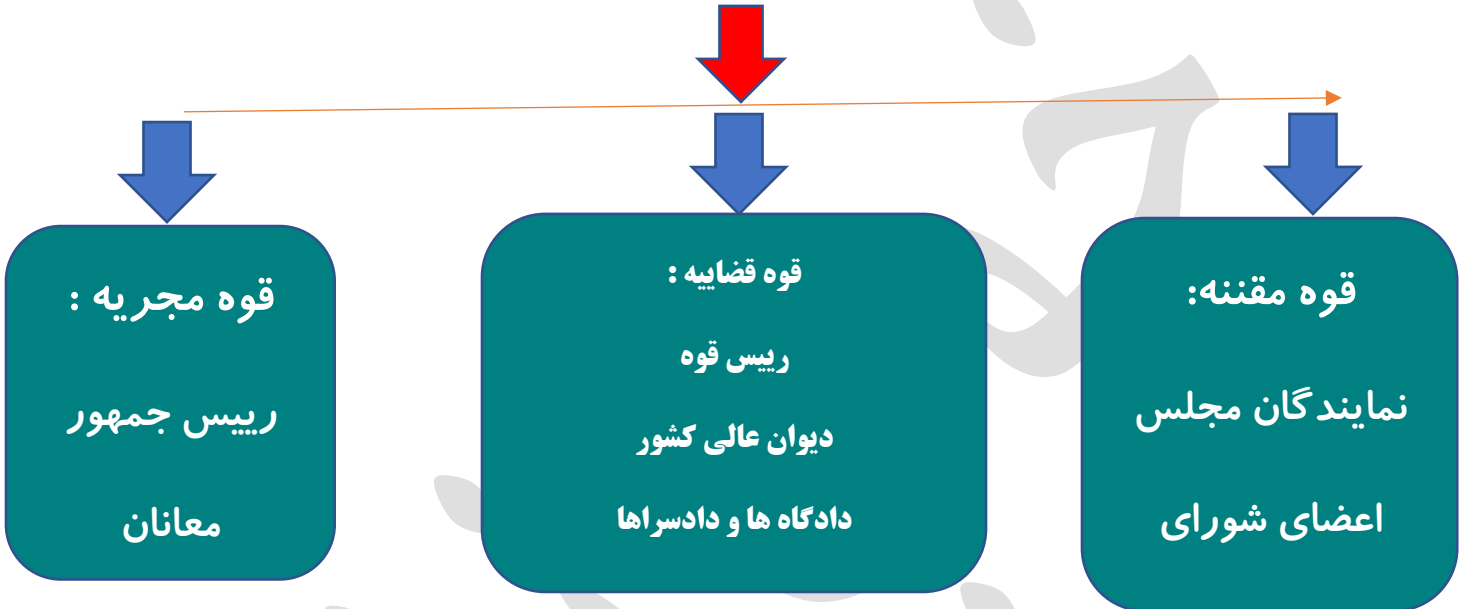 قوه مقننه:
نمایندگان مجلس
اعضای شورای
قوه قضاییه :
رییس قوه
دیوان عالی کشور
دادگاه ها و دادسراها
قوه مجریه :
رییس جمهور
معانان